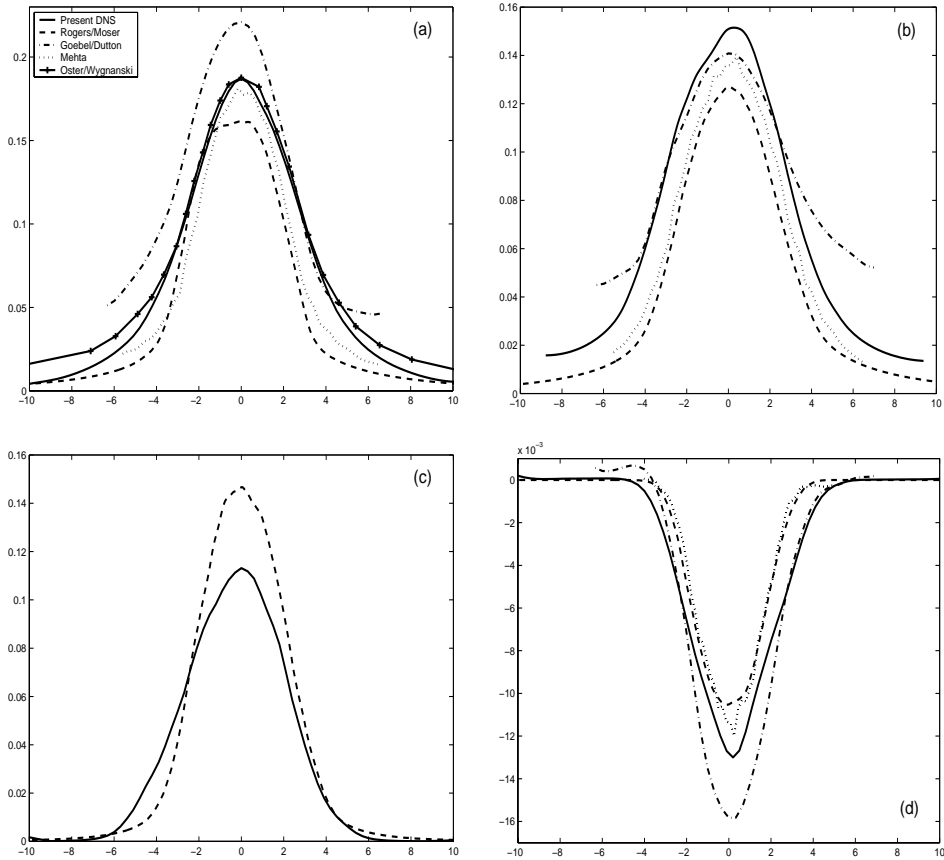 (a)
Present DNS
Rogers/Moser
Goebel/Dutton
Mehta
Oster/Wygnanski
0.2
0.15
0.1
0.05
0
−10 −8 −6 −4 −2 0 2 4 6 8 10
(b)
0.16
0.14
0.12
0.1
0.08
0.06
0.04
0.02
0
−10 −8 −6 −4 −2 0 2 4 6 8 10
(c)
0.16
0.14
0.12
0.1
0.08
0.06
0.04
0.02
0
−10 −8 −6 −4 −2 0 2 4 6 8 10
x 10−3
0
−2
−4
−6
−8
−10
−12
−14
−16
(d)
−10 −8 −6 −4 −2 0 2 4 6 8 10